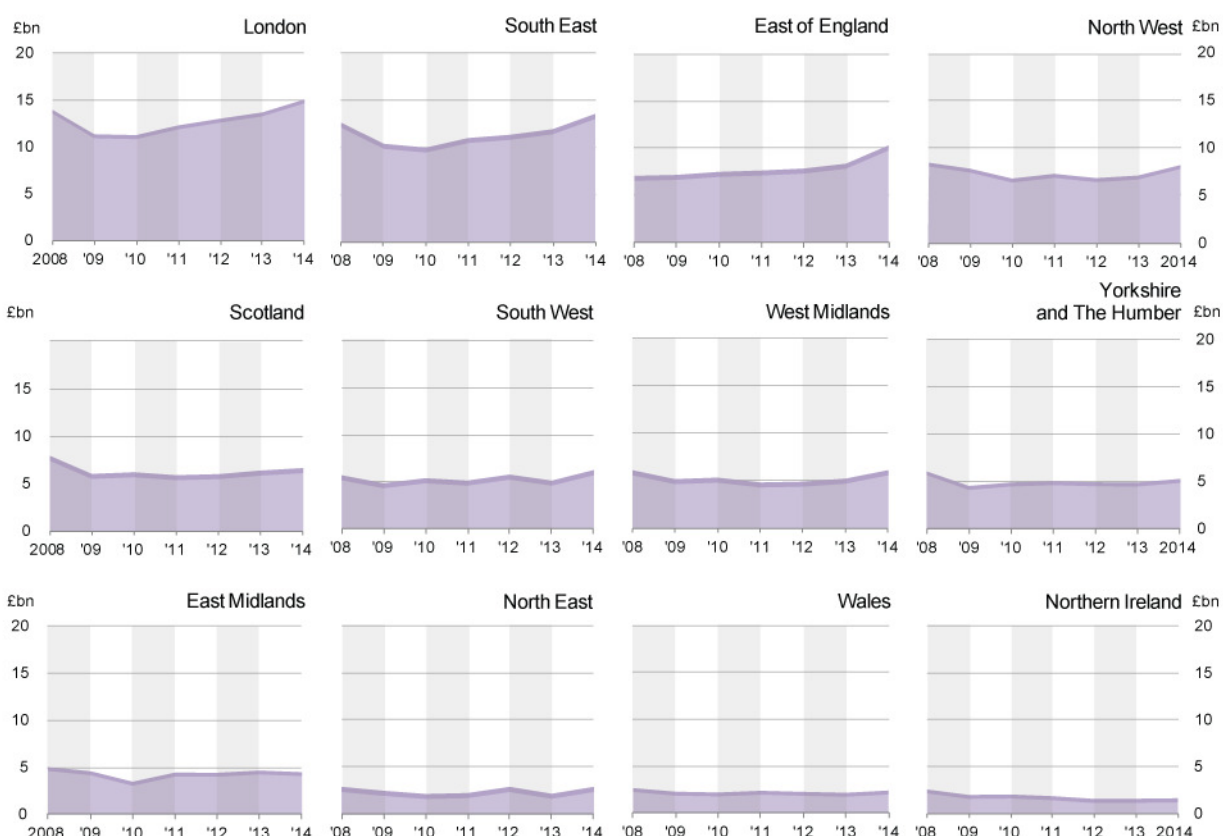 £bn London South East East of England North West £bn
20 20
15 15
10 10
5 5
0 0
2008 '09 '10 '11 '12 '13 '14 '08 '09 '10 '11 '12 '13 '14 '08 '09 '10 '11 '12 '13 '14 '08 '09 '10 '11 '12 '13 2014
Yorkshire
£bn Scotland South West West Midlands and The Humber £bn
20
15 15
10 10
5 5
0 0
2008 '09 '10 '11 '12 '13 '14 '08 '09 '10 '11 '12 '13 '14 '08 '09 '10 '11 '12 '13 '14 '08 '09 '10 '11 '12 '13 2014
£bn East Midlands North East Wales Northern Ireland £bn
20 20
15 15
10 10
5 5
0 0
2008 '09 '10 '11 '12 '13 '14 '08 '09 '10 '11 '12 '13 '14 '08 '09 '10 '11 '12 '13 '14 '08 '09 '10 '11 '12 '13 2014